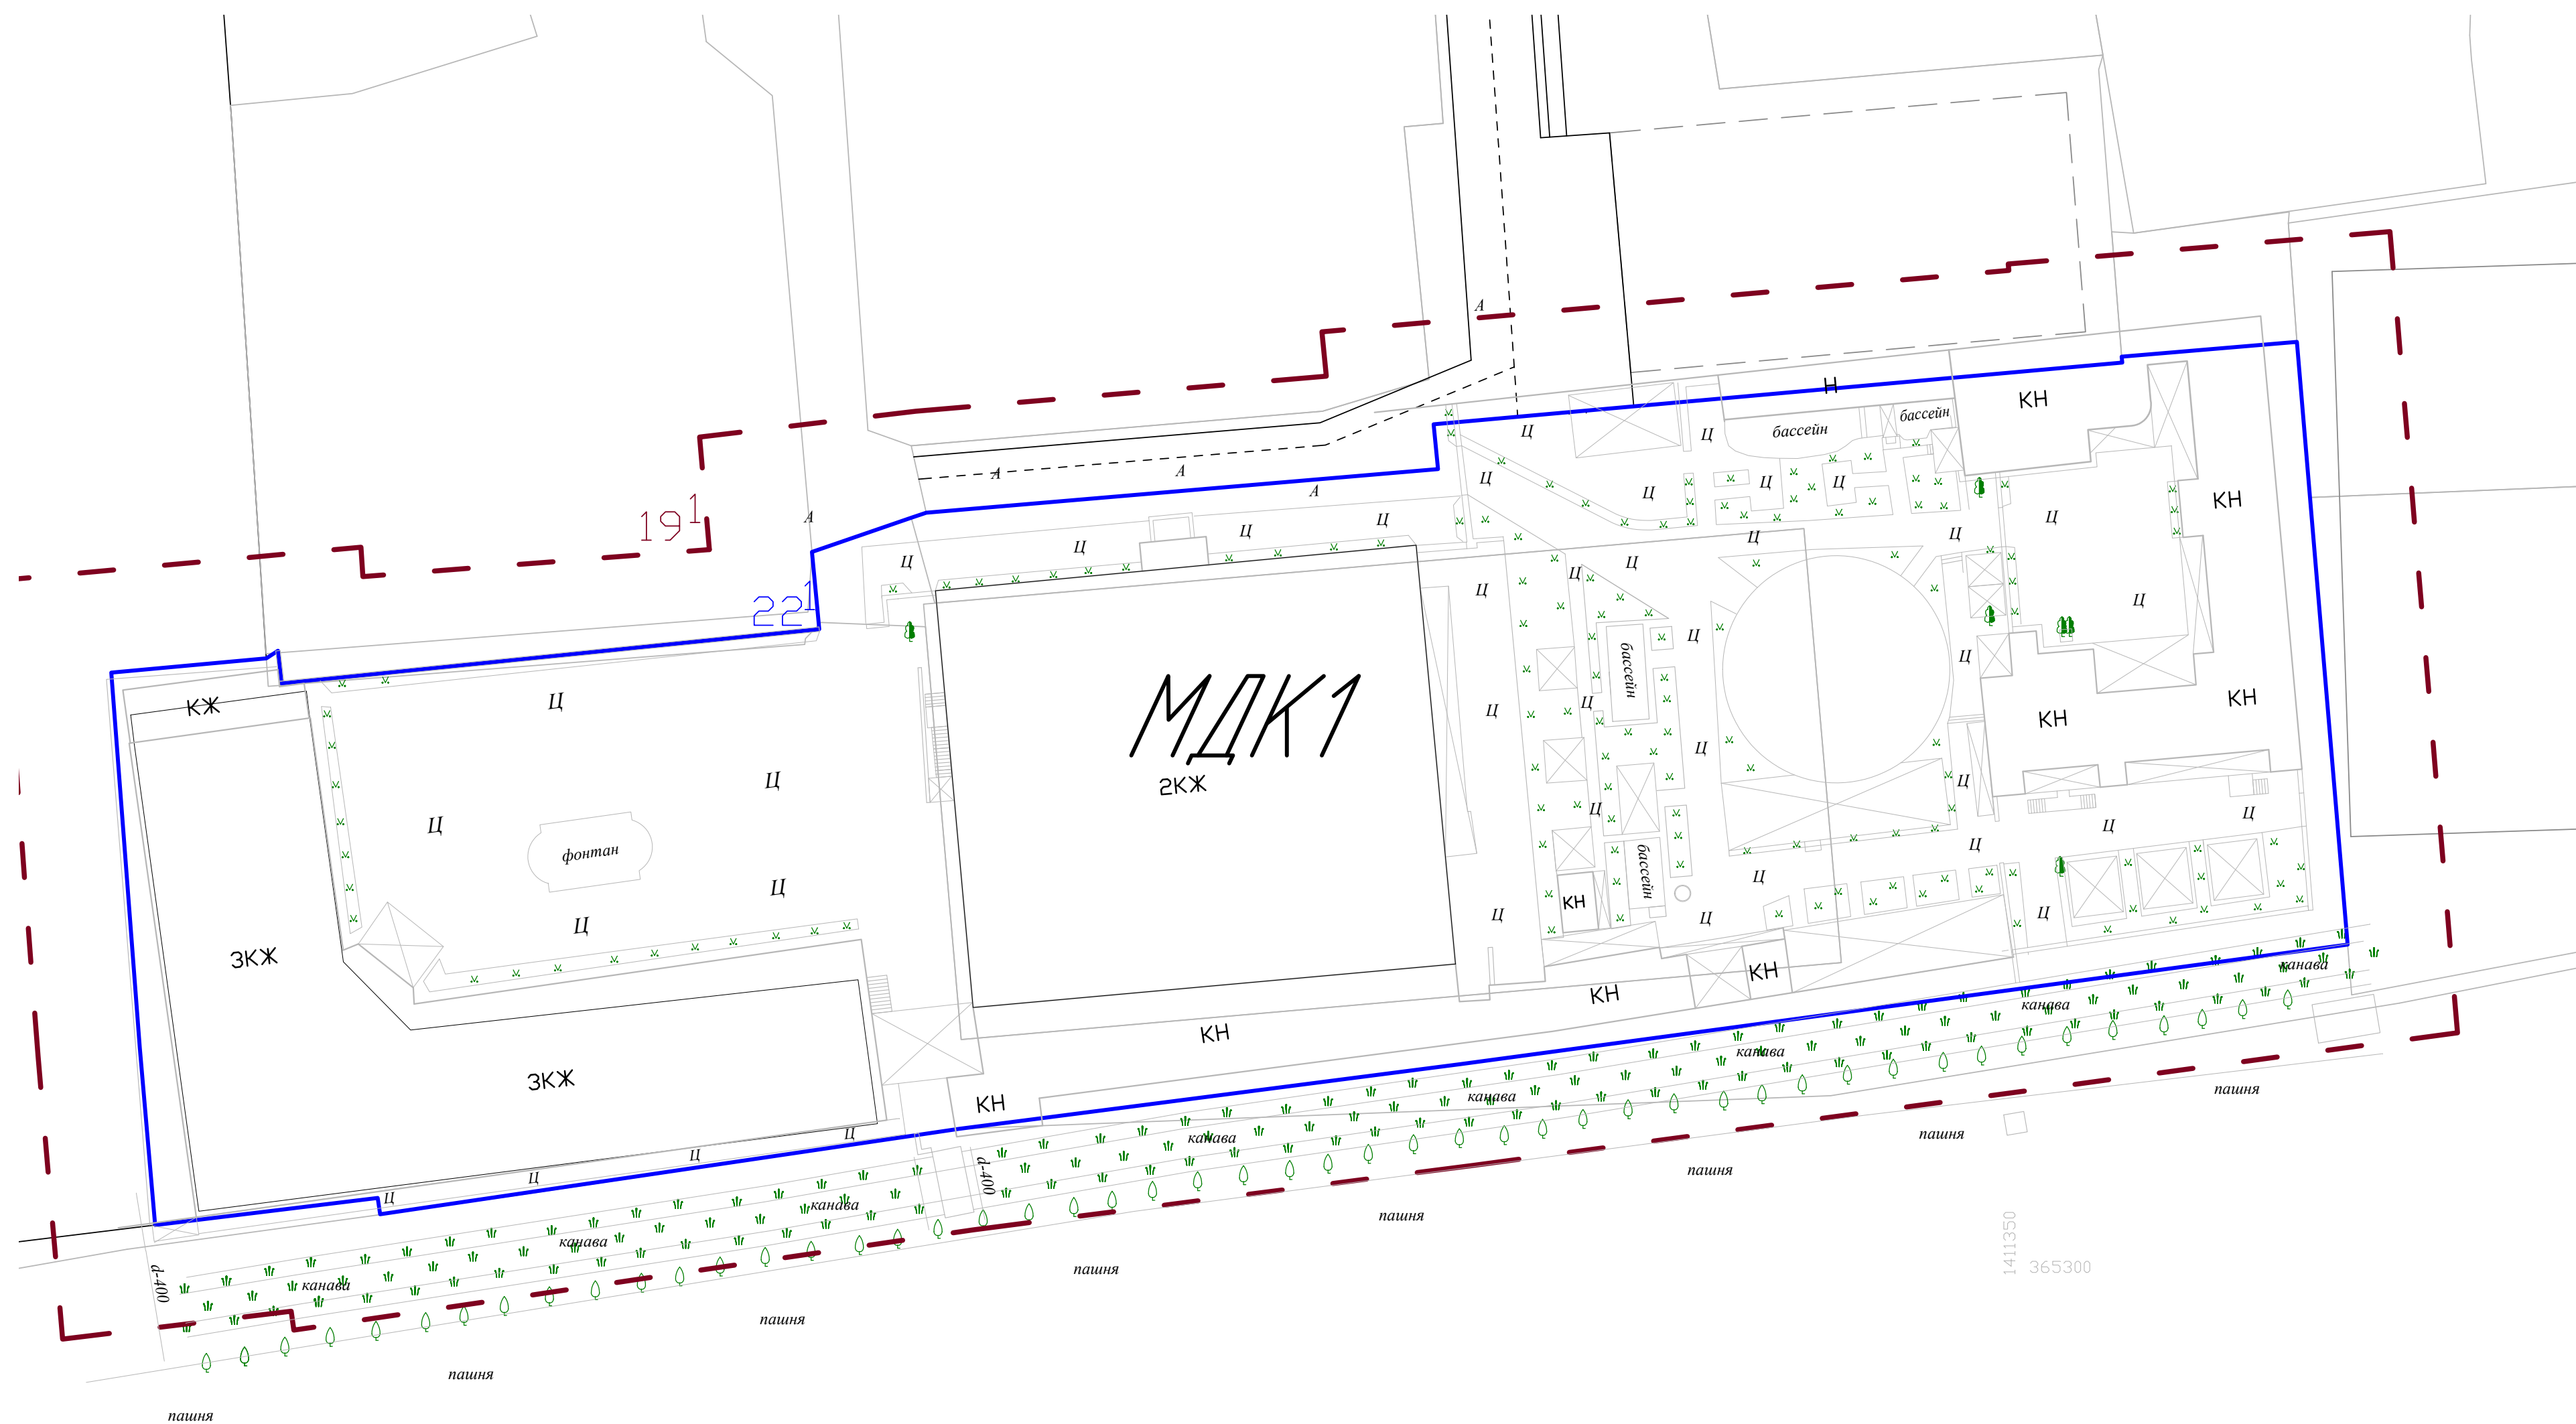 А
Н
КН
бассейн
бассейн
Ц
Ц
Ц
А
А
А
Ц
Ц
Ц
Ц
КН
19¹
А
Ц
Ц
Ц
Ц
Ц
Ц
Ц
Ц
Ц
22¹
Ц
Ц
Ц
бассейн
Ц
Ц
КЖ
Ц
Ц
Ц
КН
КН
МДК1
2КЖ
Ц
Ц
Ц
Ц
Ц
Ц
Ц
фонтан
Ц
бассейн
Ц
Ц
КН
Ц
Ц
Ц
Ц
3КЖ
КН
КН
КН
канава
канава
3КЖ
КН
канава
канава
пашня
Ц
канава
пашня
Ц
Ц
Ц
d-400
пашня
канава
пашня
канава
1411350
365300
d-400
канава
пашня
пашня
пашня
пашня